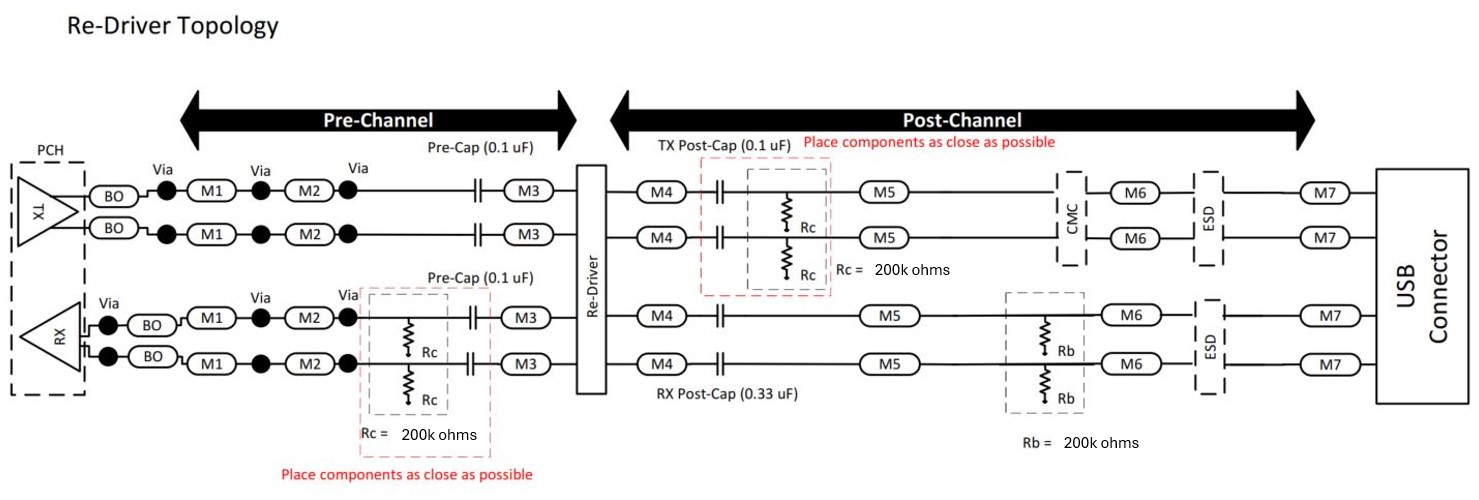 Re-Driver Topology
Pre-Channel
Post-Channel
PCH
Pre-Cap (0.1 uF)
TX Post-Cap (0.1 uF)
Place components as close as possible
Via
Via
Via
TX
BO
M1
M2
M3
M4
M5
M6
M7
BO
M1
M2
M3
M4
Rc
M5
CMC
M6
ESD
M7
Rc
Rc = 200k ohms
Pre-Cap (0.1 uF)
Re-Driver
USB
Connector
Via
Via
Via
RX
BO
M1
M2
M3
M4
M5
M6
M7
BO
M1
M2
Rc
M3
M4
M5
Rb
M6
ESD
M7
Rc
Rb
RX Post-Cap (0.33 uF)
Rc = 200k ohms
Rb = 200k ohms
Place components as close as possible